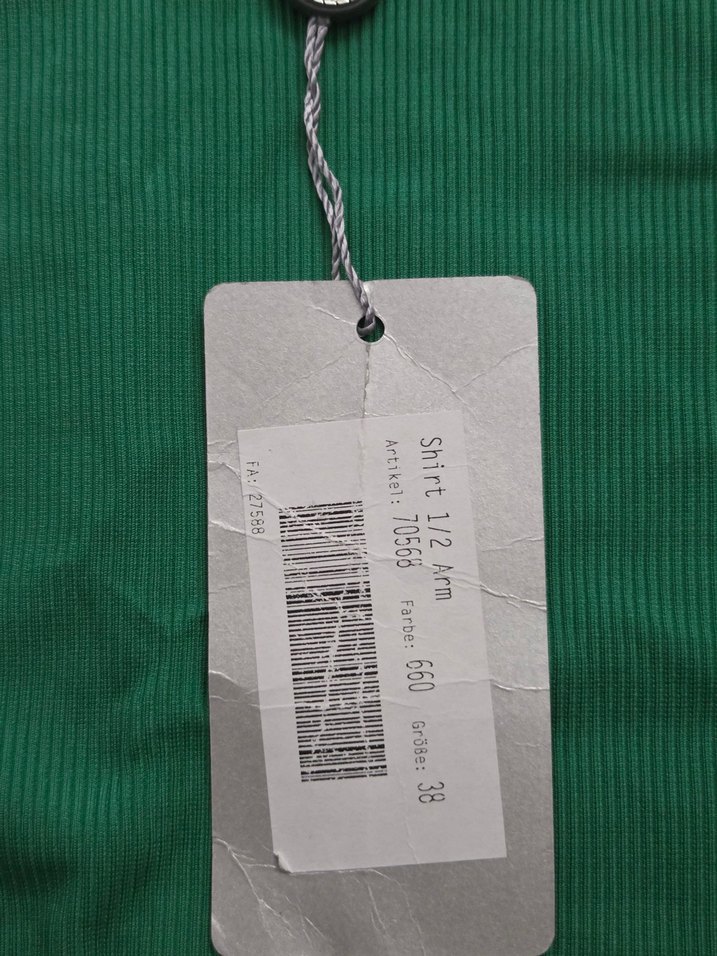 Shirt 1/2 Arm
Artikel: 70568 Farbe: 660 Größe: 38
FA: 27588